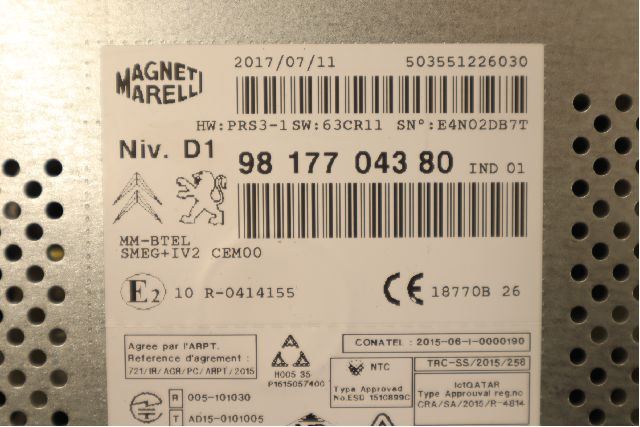 MAGNETI
MARELLI
2017/07/11 503551226030
HW:PRS3-1 SW:63CR11 SN°:E4N02DB7T
Niv. D1
98 177 043 80 IND 01
MM-BTEL
SMEG+IV2 CEM00
E2 10 R-0414155
CE 18770B 26
Agree par l'ARPT.
Reference d'agrement :
721/IR/AGR/PC/ARPT/2015
H005 35
P1615057400
CONATEL : 2015-06-I-0000190
NTC
Type Approved
No.ESD 1510899C
TRC-SS/2015/258
ictQATAR
Type Approuval reg.no
CRA/SA/2015/R-4814
R 005-101030
T AD15-0101005